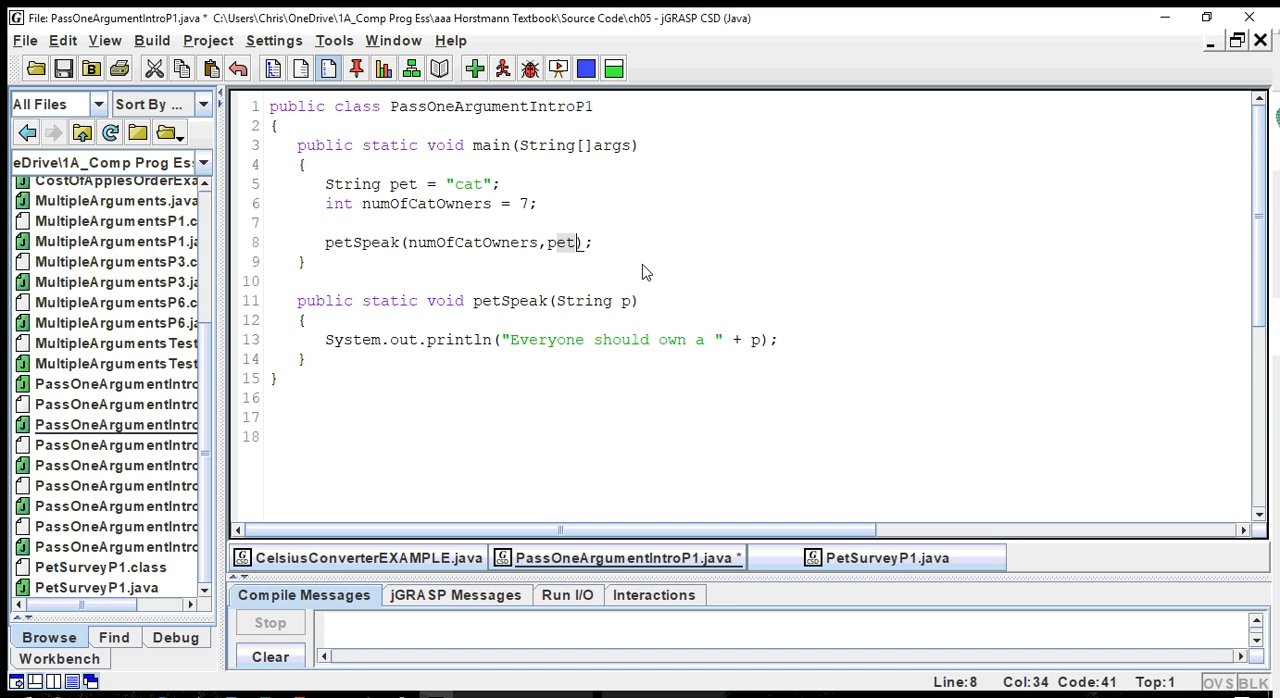 File: PassOneArgumentIntroP1.java * C:\Users\Chris\OneDrive\1A_Comp Prog Ess\aaa Horstmann Textbook\Source Code\ch05 - jGRASP CSD (Java)
File Edit View Build Project Settings Tools Window Help
All Files Sort By ...
eDrive\1A_Comp Prog Es
CostOfApplesOrderExa
MultipleArguments.java
MultipleArgumentsP1.c
MultipleArgumentsP1.ja
MultipleArgumentsP3.c
MultipleArgumentsP3.ja
MultipleArgumentsP6.c
MultipleArgumentsP6.ja
MultipleArgumentsTest
MultipleArgumentsTest
PassOneArgumentIntro
PassOneArgumentIntro
PassOneArgumentIntro
PassOneArgumentIntro
PassOneArgumentIntro
PassOneArgumentIntro
PassOneArgumentIntro
PassOneArgumentIntro
PassOneArgumentIntro
PetSurveyP1.class
PetSurveyP1.java
Browse Find Debug
Workbench
1 public class PassOneArgumentIntroP1
2 {
3 public static void main(String[]args)
4 {
5 String pet = "cat";
6 int numOfCatOwners = 7;
7
8 petSpeak(numOfCatOwners,pet);
9 }
10
11 public static void petSpeak(String p)
12 {
13 System.out.println("Everyone should own a " + p);
14 }
15 }
16
17
18
CelsiusConverterEXAMPLE.java PassOneArgumentIntroP1.java * PetSurveyP1.java
Compile Messages jGRASP Messages Run I/O Interactions
Stop
Clear
Line:8 Col:34 Code:41 Top:1 OVS BLK